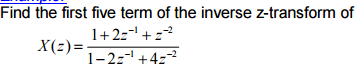 Find the first five term of the inverse z-transform of
X(z)= \frac{1+2z^{-1}+z^{-2}}{1-2z^{-1}+4z^{-2}}